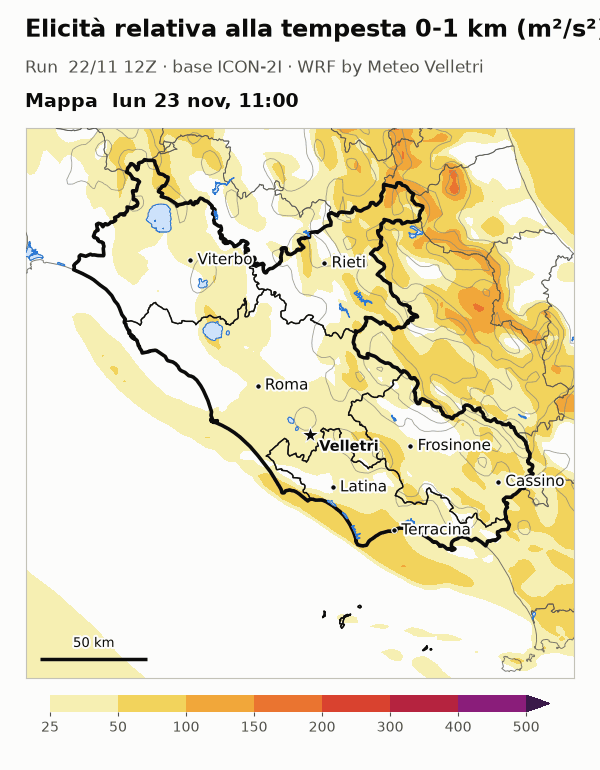 Elicità relativa alla tempesta 0-1 km (m²/s²)
Run 22/11 12Z · base ICON-2I · WRF by Meteo Velletri
Mappa lun 23 nov, 11:00
Viterbo
Rieti
Roma
Velletri
Frosinone
Cassino
Latina
Terracina
50 km
25 50 100 150 200 300 400 500